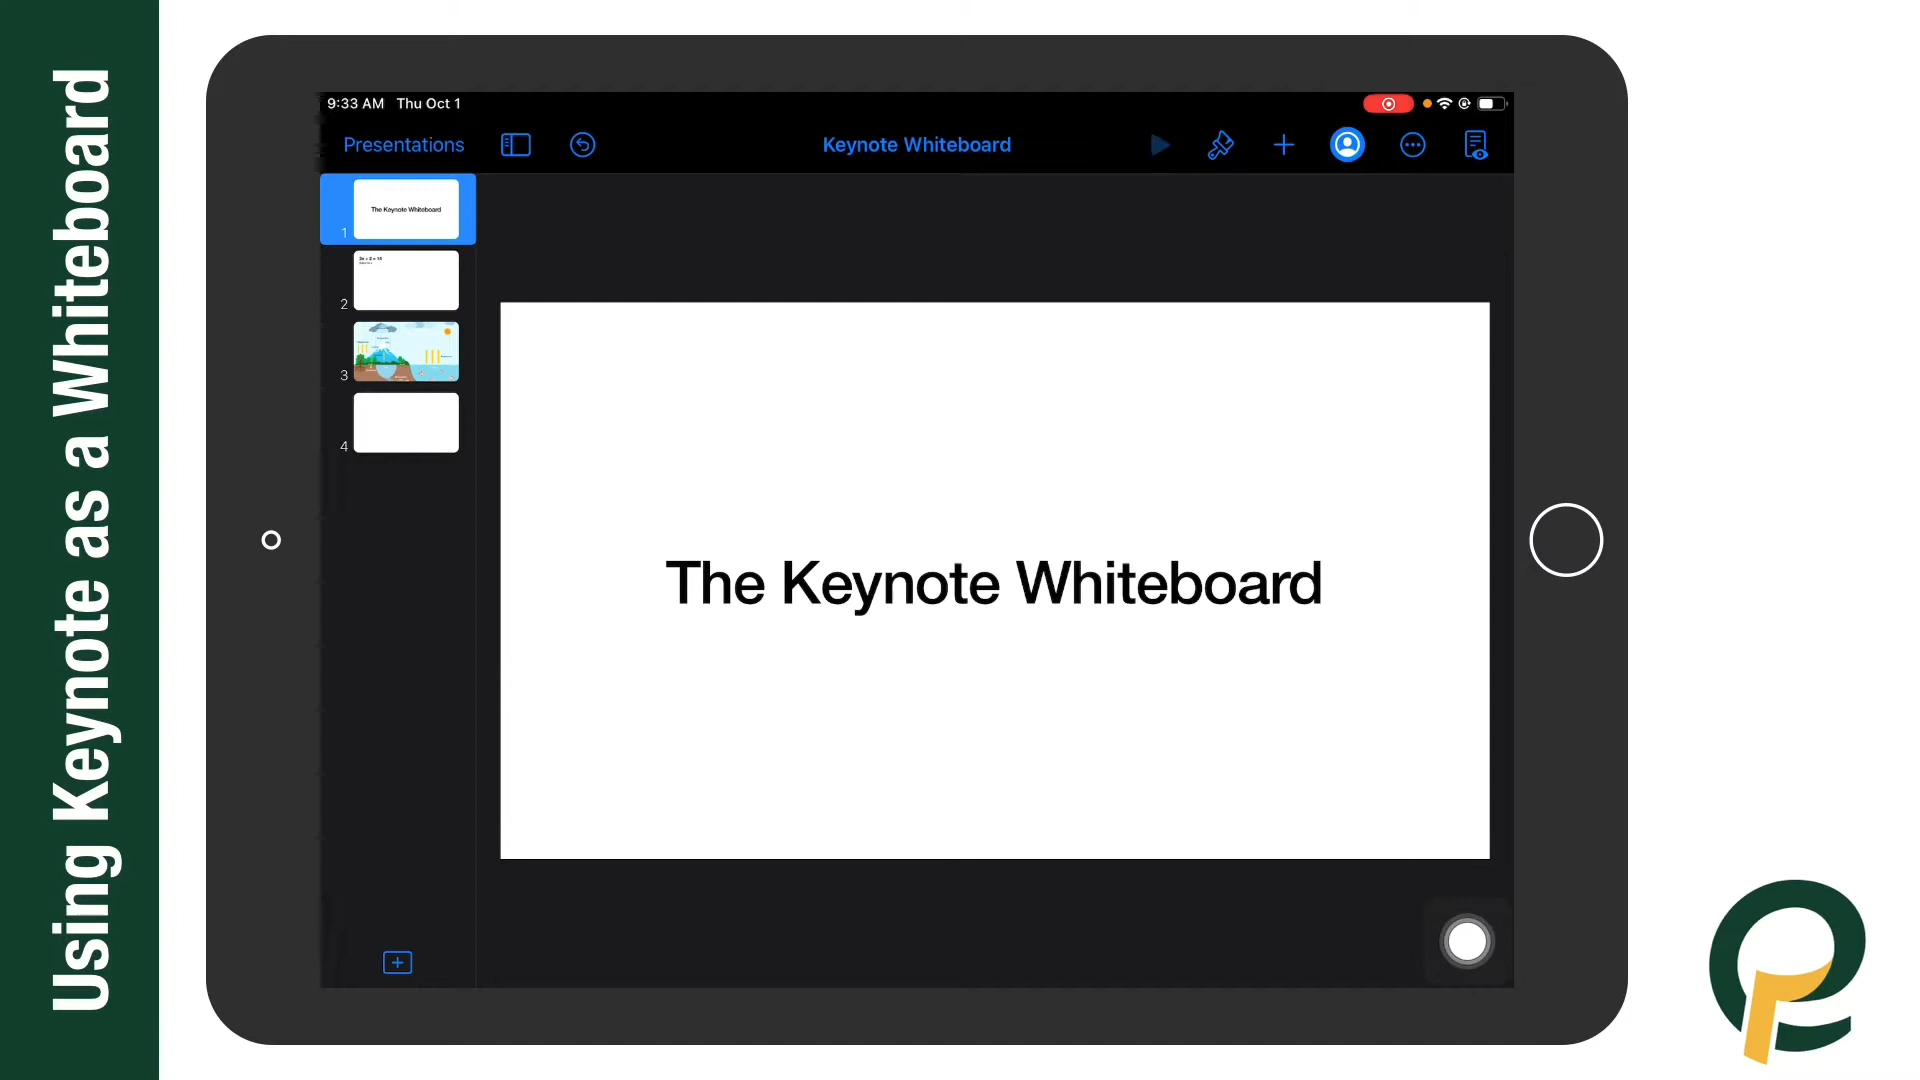 Using Keynote as a Whiteboard
9:33 AM Thu Oct 1
Presentations
Keynote Whiteboard
The Keynote Whiteboard
1
2
3
4
The Keynote Whiteboard